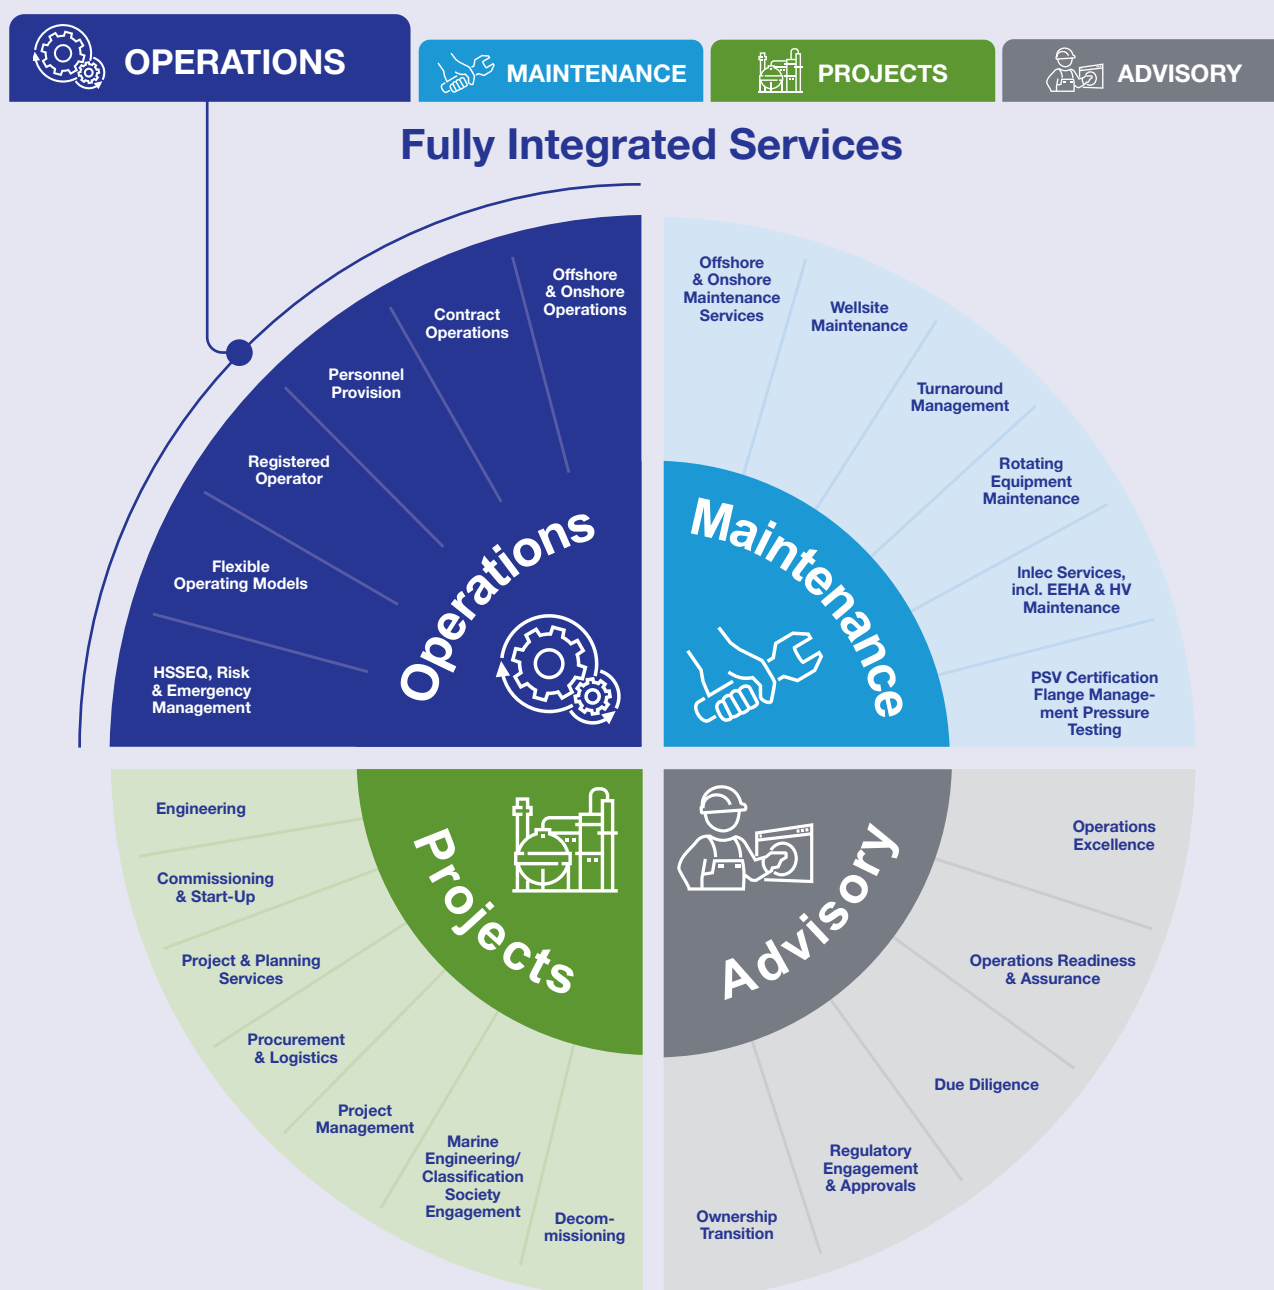 OPERATIONS
MAINTENANCE
PROJECTS
ADVISORY
Fully Integrated Services
Offshore
& Onshore
Operations
Contract
Operations
Personnel
Provision
Registered
Operator
Flexible
Operating Models
HSSEQ, Risk
& Emergency
Management
Operations
Offshore
& Onshore
Maintenance
Services
Wellsite
Maintenance
Turnaround
Management
Rotating
Equipment
Maintenance
Inlec Services,
incl. EEHA & HV
Maintenance
PSV Certification
Flange Manage-
ment Pressure
Testing
Maintenance
Engineering
Commissioning
& Start-Up
Project & Planning
Services
Procurement
& Logistics
Project
Management
Marine
Engineering/
Classification
Society
Engagement
Decom-
missioning
Projects
Operations
Excellence
Operations Readiness
& Assurance
Due Diligence
Regulatory
Engagement
& Approvals
Ownership
Transition
Advisory